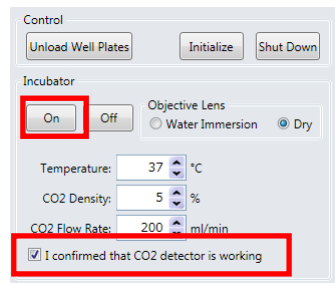 Control
Unload Well Plates Initialize Shut Down
Incubator
On Off
Objective Lens
Water Immersion Dry
Temperature: 37 °C
CO2 Density: 5 %
CO2 Flow Rate: 200 ml/min
I confirmed that CO2 detector is working